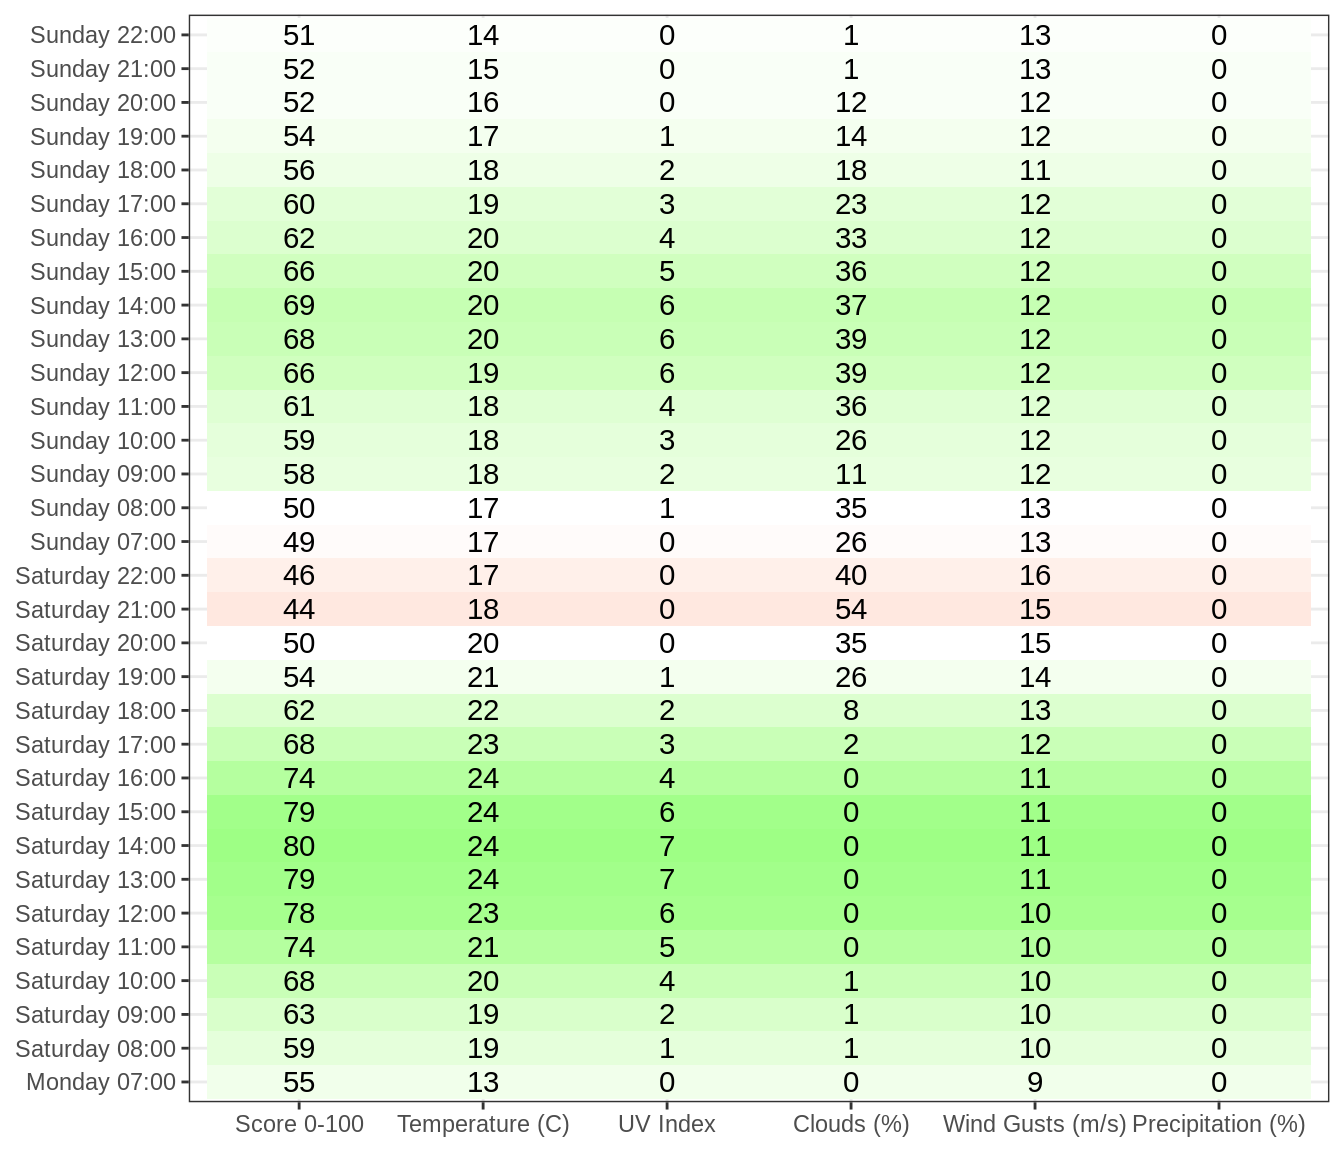 Sunday 22:00 51 14 0 1 13 0
Sunday 21:00 52 15 0 1 13 0
Sunday 20:00 52 16 0 12 12 0
Sunday 19:00 54 17 1 14 12 0
Sunday 18:00 56 18 2 18 11 0
Sunday 17:00 60 19 3 23 12 0
Sunday 16:00 62 20 4 33 12 0
Sunday 15:00 66 20 5 36 12 0
Sunday 14:00 69 20 6 37 12 0
Sunday 13:00 68 20 6 39 12 0
Sunday 12:00 66 19 6 39 12 0
Sunday 11:00 61 18 4 36 12 0
Sunday 10:00 59 18 3 26 12 0
Sunday 09:00 58 18 2 11 12 0
Sunday 08:00 50 17 1 35 13 0
Sunday 07:00 49 17 0 26 13 0
Saturday 22:00 46 17 0 40 16 0
Saturday 21:00 44 18 0 54 15 0
Saturday 20:00 50 20 0 35 15 0
Saturday 19:00 54 21 1 26 14 0
Saturday 18:00 62 22 2 8 13 0
Saturday 17:00 68 23 3 2 12 0
Saturday 16:00 74 24 4 0 11 0
Saturday 15:00 79 24 6 0 11 0
Saturday 14:00 80 24 7 0 11 0
Saturday 13:00 79 24 7 0 11 0
Saturday 12:00 78 23 6 0 10 0
Saturday 11:00 74 21 5 0 10 0
Saturday 10:00 68 20 4 1 10 0
Saturday 09:00 63 19 2 1 10 0
Saturday 08:00 59 19 1 1 10 0
Monday 07:00 55 13 0 0 9 0
Score 0-100 Temperature (C) UV Index Clouds (%) Wind Gusts (m/s) Precipitation (%)